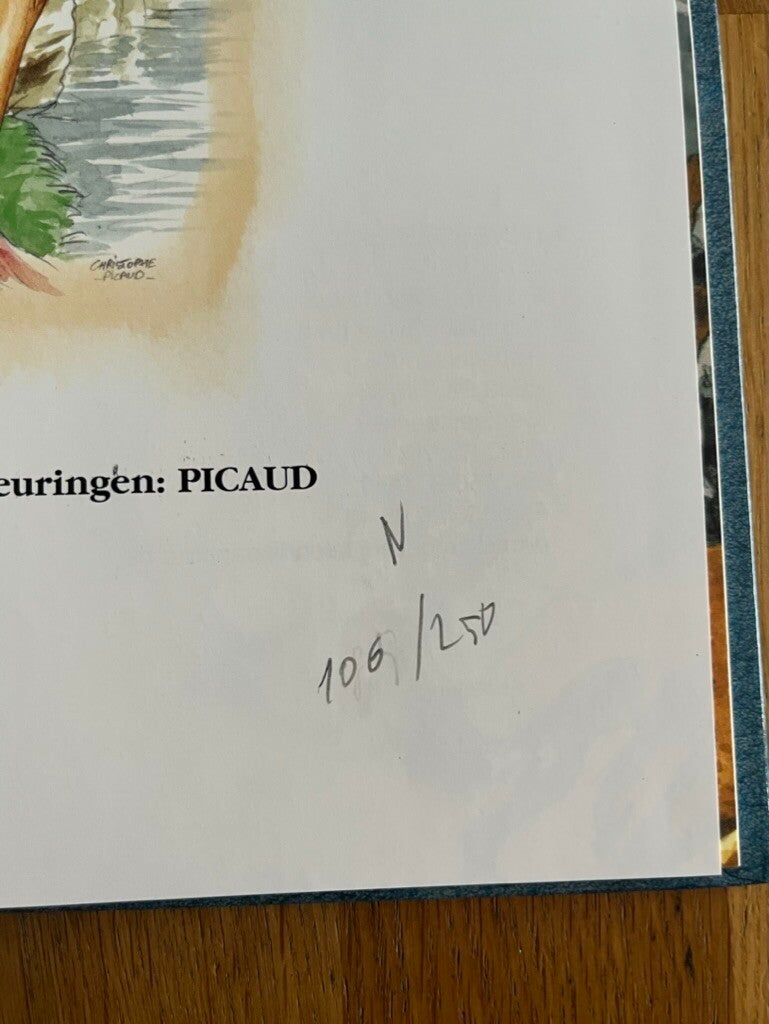 CHRISTOPHE
-PICAUD-
euringen: PICAUD
N
106/250